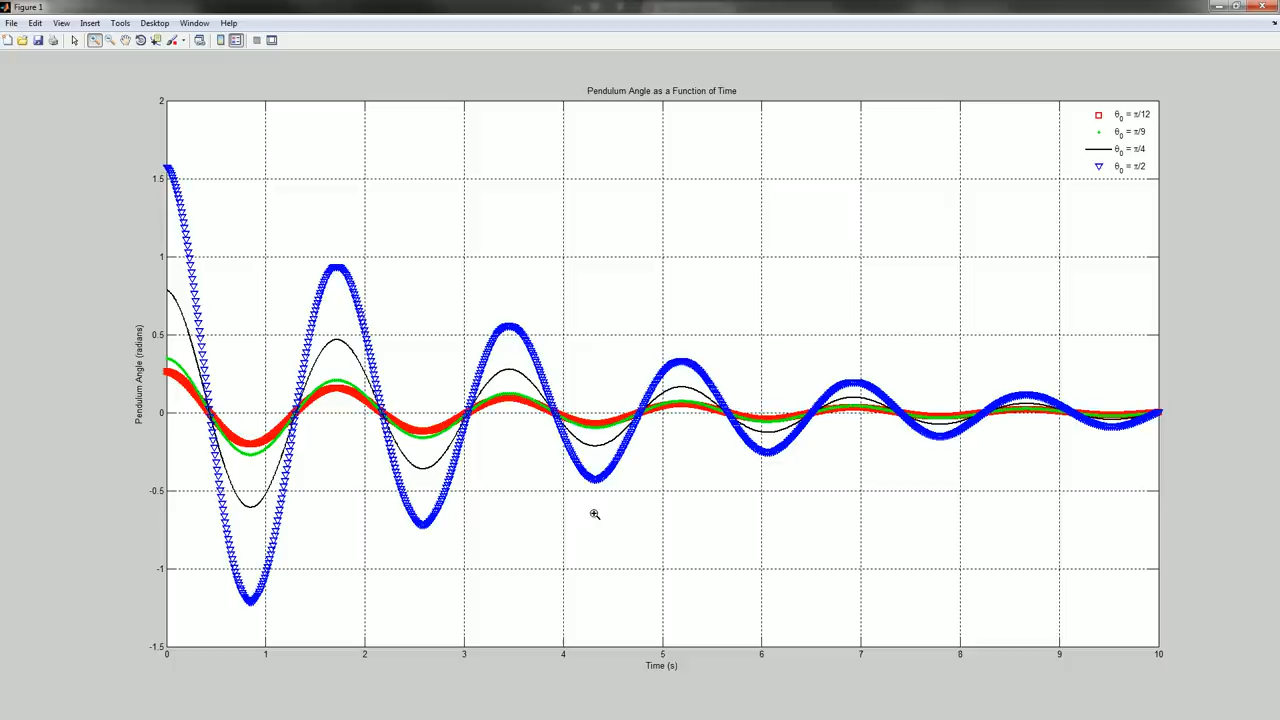 Figure 1
File Edit View Insert Tools Desktop Window Help
Pendulum Angle as a Function of Time
θ0 = π/12
θ0 = π/9
θ0 = π/4
θ0 = π/2
2
1.5
1
0.5
0
-0.5
-1
-1.5
Pendulum Angle (radians)
0 1 2 3 4 5 6 7 8 9 10
Time (s)